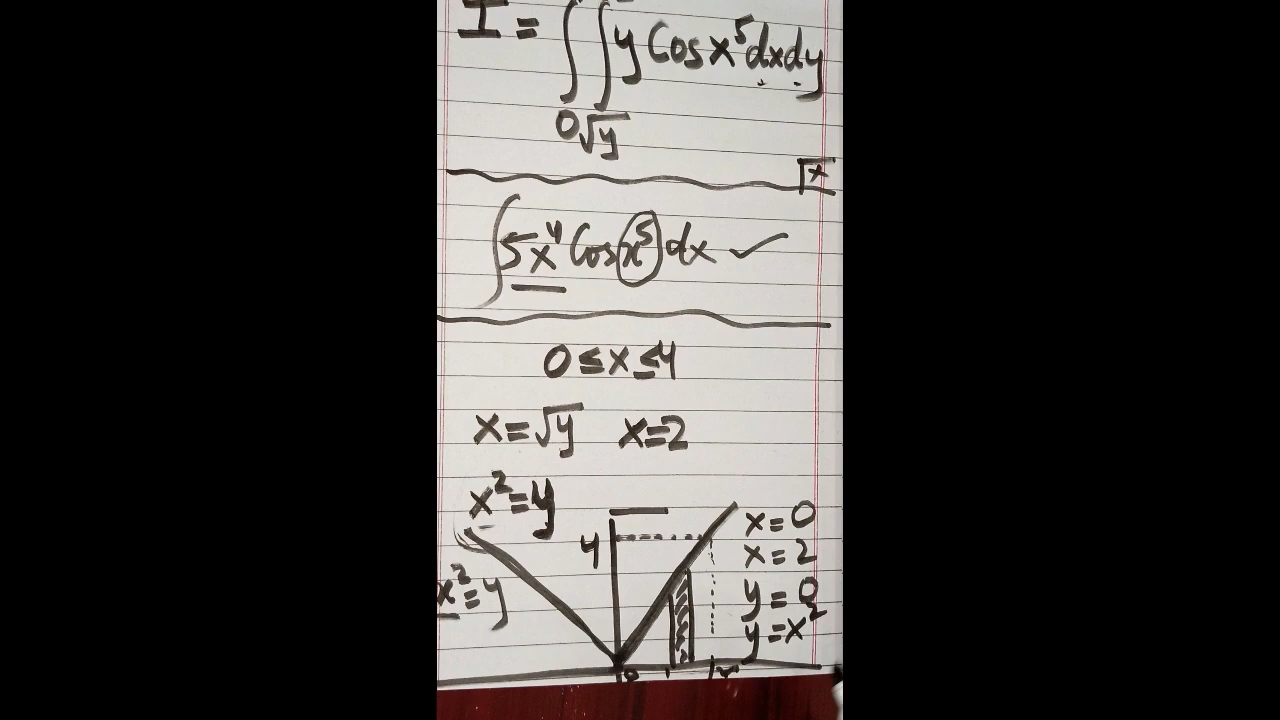 I = ∫∫ y Cos x⁵ dx dy
0 √y
√x
∫ 5x⁴ Cos x⁵ dx ✓
0 ≤ x ≤ 4
x = √y   x = 2
x² = y
x = 0
4
x = 2
x² = y
y = 0
y = x²